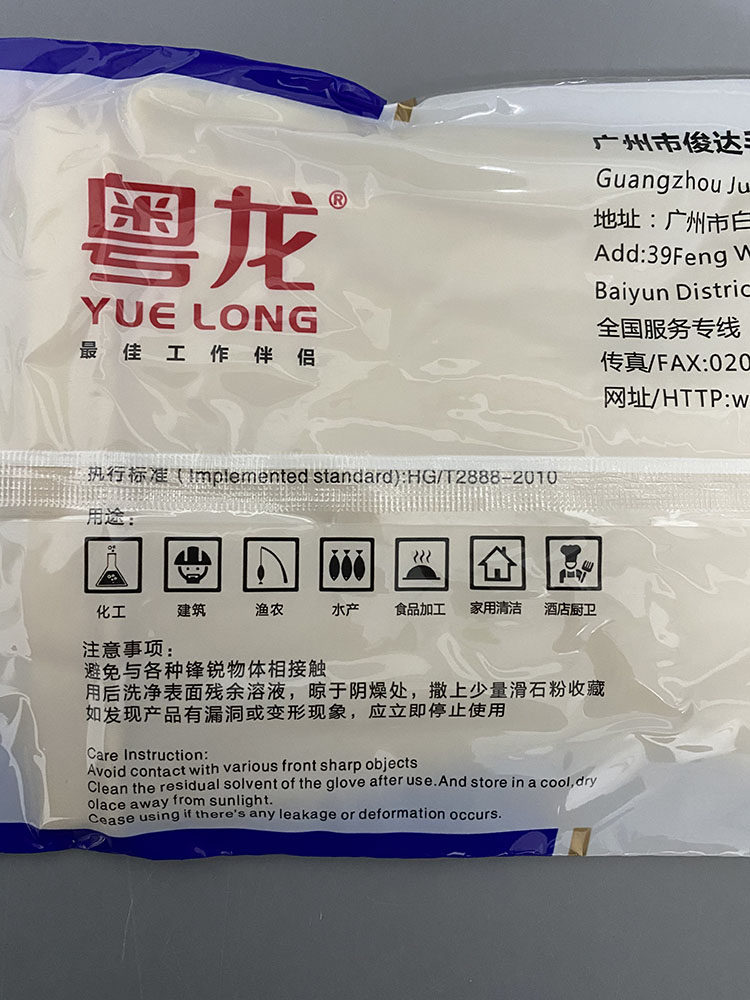 粤龙®
YUE LONG
最佳工作伴侣
广州市俊达
Guangzhou
地址：广州市白
Add:39Feng
Baiyun
全国服务专线
传真/FAX:020
网址/HTTP:w
执行标准 (Implemented standard):HG/T2888-2010
用途:
化工 建筑 渔农 水产 食品加工 家用清洁 酒店厨卫
注意事项：
避免与各种锋锐物体相接触
用后洗净表面残余溶液，晾于阴燥处，撒上少量滑石粉收藏
如发现产品有漏洞或变形现象，应立即停止使用
Care Instruction:
Avoid contact with various front sharp objects
Clean the residual solvent of the glove after use.And store in a cool,dry
olace away from sunlight.
Cease using if there's any leakage or deformation occurs.